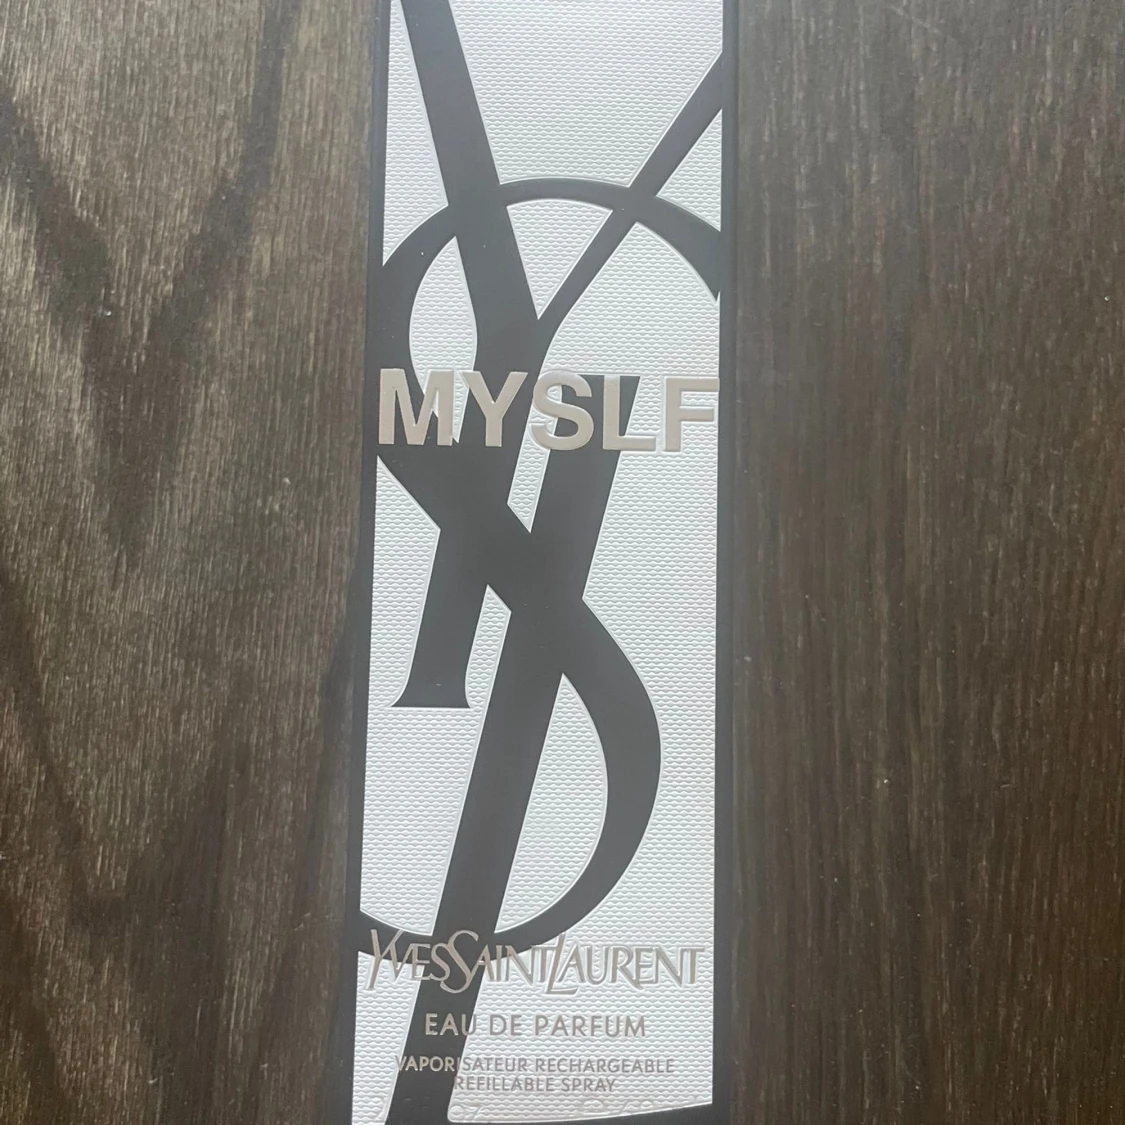 MYSLF
YVESSAINTLAURENT
EAU DE PARFUM
VAPORISATEUR RECHARGEABLE
REFILLABLE SPRAY